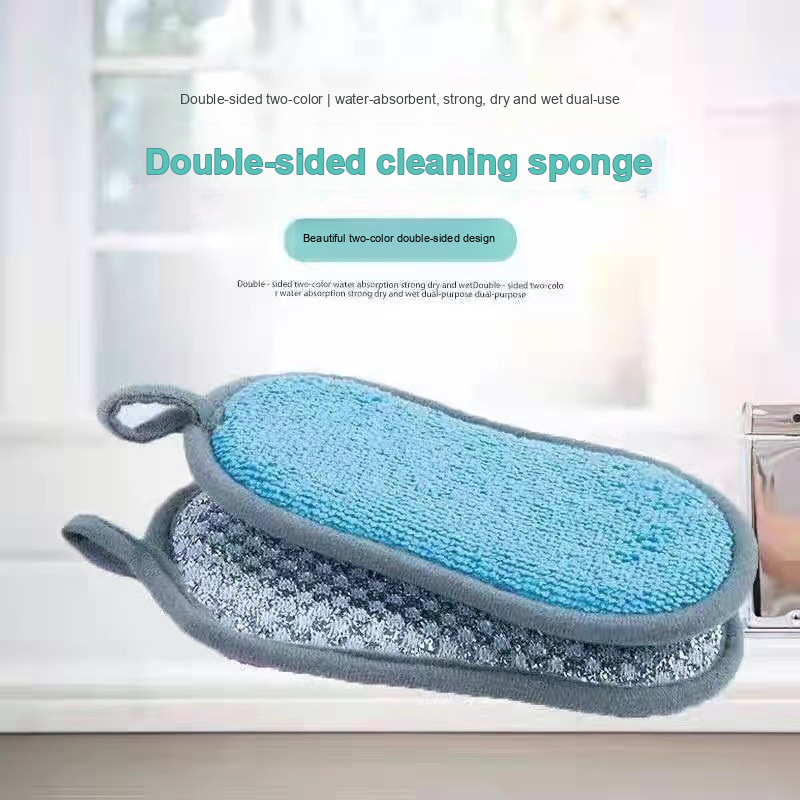 Double-sided two-color | water-absorbent, strong, dry and wet dual-use
Double-sided cleaning sponge
Beautiful two-color double-sided design
Double - sided two-color water absorption strong dry and wetDouble - sided two-colo
r water absorption strong dry and wet dual-purpose dual-purpose